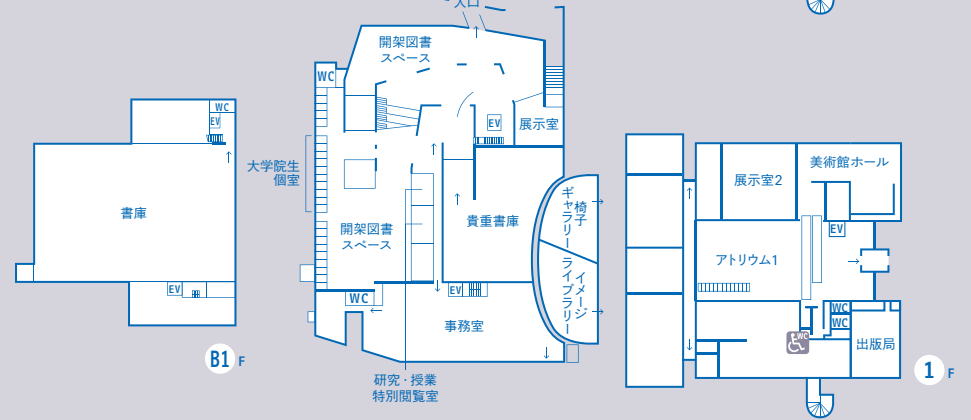 入口
開架図書
スペース
WC
EV
展示室
WC
EV
大学院生
個室
書庫
EV
開架図書
スペース
貴重書庫
椅子
ギャラリー
イメージ
ライブラリー
WC
EV
事務室
研究・授業
特別閲覧室
B1 F
展示室2
美術館ホール
EV
アトリウム1
WC
WC
WC
出版局
1 F